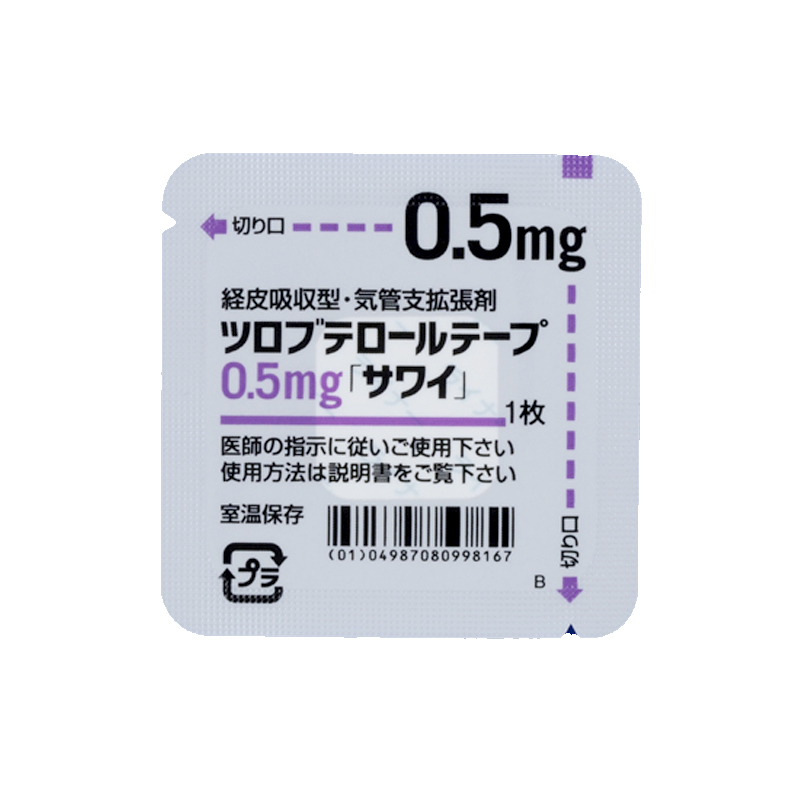 切り口
0.5mg
経皮吸収型・気管支拡張剤
ツロブテロールテープ
0.5mg「サワイ」
1枚
医師の指示に従いご使用下さい
使用方法は説明書をご覧下さい
室温保存
(01)04987080998167
プラ
B
切り口